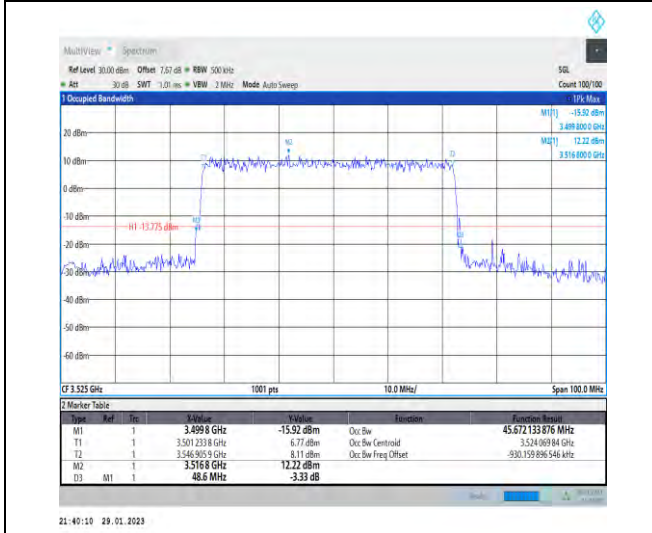 MultiView Spectrum
Ref Level 30.00 dBm Offset 7.67 dB RBW 500 kHz SGL
Att 30 dB SWT 1.01 ms VBW 2 MHz Mode Auto Sweep Count 100/100
1 Occupied Bandwidth 1Pk Max
M1[1] -15.92 dBm
3.499 800 0 GHz
M2[1] 12.22 dBm
3.516 800 0 GHz
20 dBm
M2
T1 T2
10 dBm
0 dBm
-10 dBm
H1 -13.775 dBm
-20 dBm
-30 dBm
-40 dBm
-50 dBm
-60 dBm
CF 3.525 GHz 1001 pts 10.0 MHz/ Span 100.0 MHz
2 Marker Table
Type Ref Trc X-Value Y-Value Function Function Result
M1 1 3.499 8 GHz -15.92 dBm Occ Bw 45.672 133 876 MHz
T1 1 3.501 233 8 GHz 6.77 dBm Occ Bw Centroid 3.524 069 84 GHz
T2 1 3.546 905 9 GHz 8.11 dBm Occ Bw Freq Offset -930.159 896 546 kHz
M2 1 3.516 8 GHz 12.22 dBm
D3 M1 1 48.6 MHz -3.33 dB
21:40:10 29.01.2023